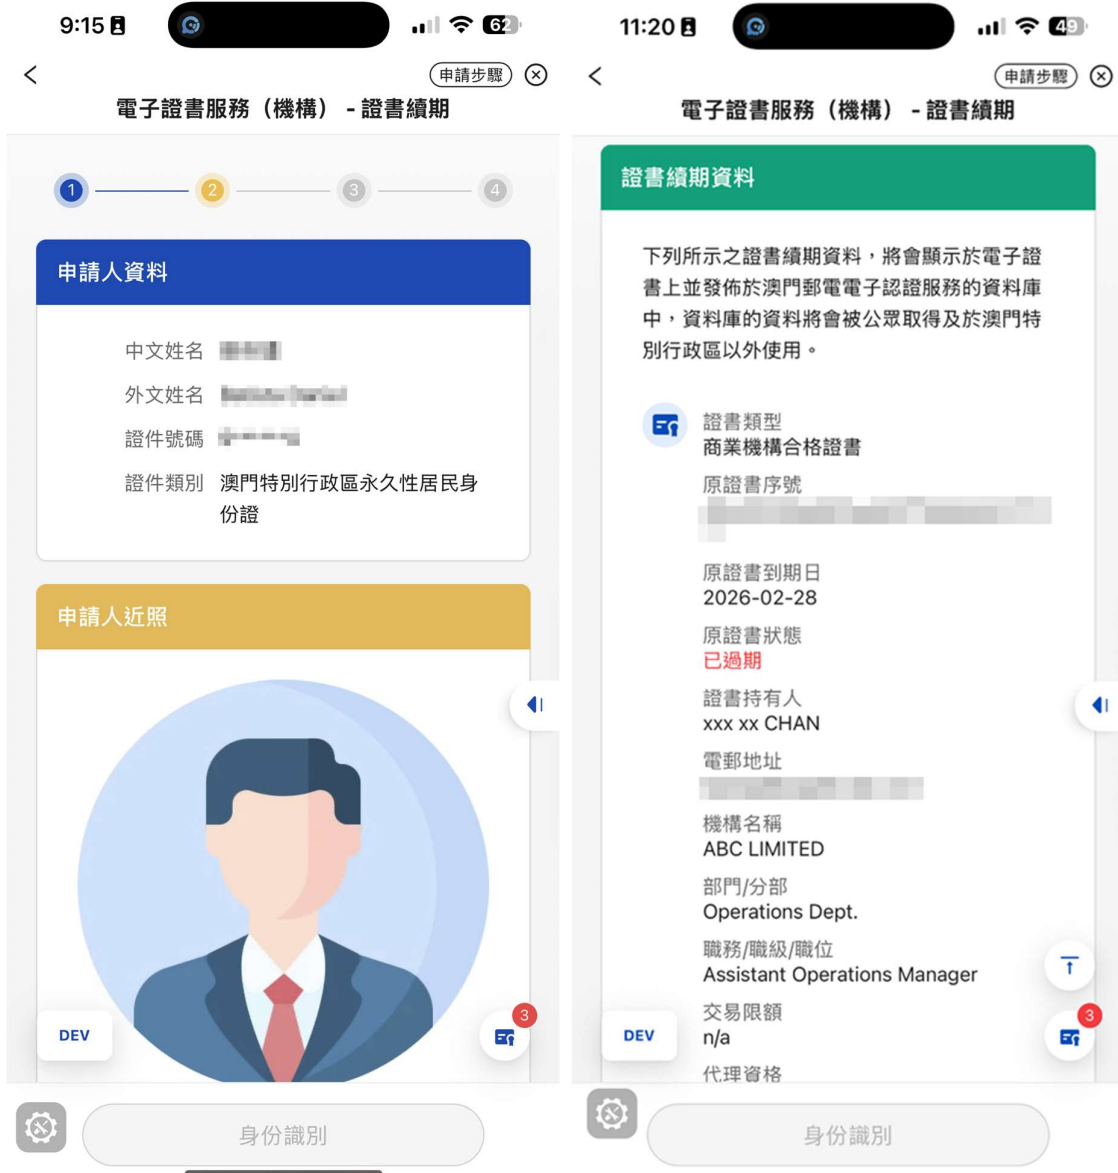 9:15
62
申請步驟
電子證書服務（機構） - 證書續期
1
2
3
4
申請人資料
中文姓名
外文姓名
證件號碼
證件類別 澳門特別行政區永久性居民身
份證
申請人近照
DEV
3
身份識別
11:20
49
申請步驟
電子證書服務（機構） - 證書續期
證書續期資料
下列所示之證書續期資料，將會顯示於電子證
書上並發佈於澳門郵電電子認證服務的資料庫
中，資料庫的資料將會被公眾取得及於澳門特
別行政區以外使用。
證書類型
商業機構合格證書
原證書序號
原證書到期日
2026-02-28
原證書狀態
已過期
證書持有人
xxx xx CHAN
電郵地址
機構名稱
ABC LIMITED
部門/分部
Operations Dept.
職務/職級/職位
Assistant Operations Manager
交易限額
n/a
代理資格
DEV
3
身份識別